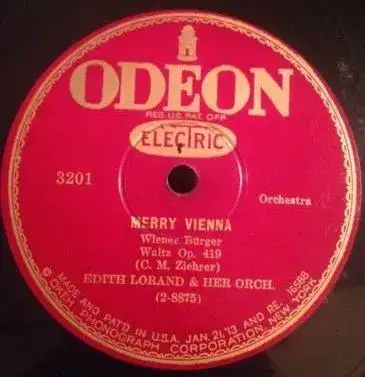 ODEON
REG. U.S. PAT. OFF.
ELECTRIC
3201
Orchestra
MERRY VIENNA
Wiener Bürger
Waltz Op. 419
(C. M. Ziehrer)
EDITH LORAND & HER ORCH.
(2-8875)
MADE AND PAT'D IN U.S.A. JAN. 21, '13 AND RE. 16588
© OKEH PHONOGRAPH CORPORATION, NEW YORK